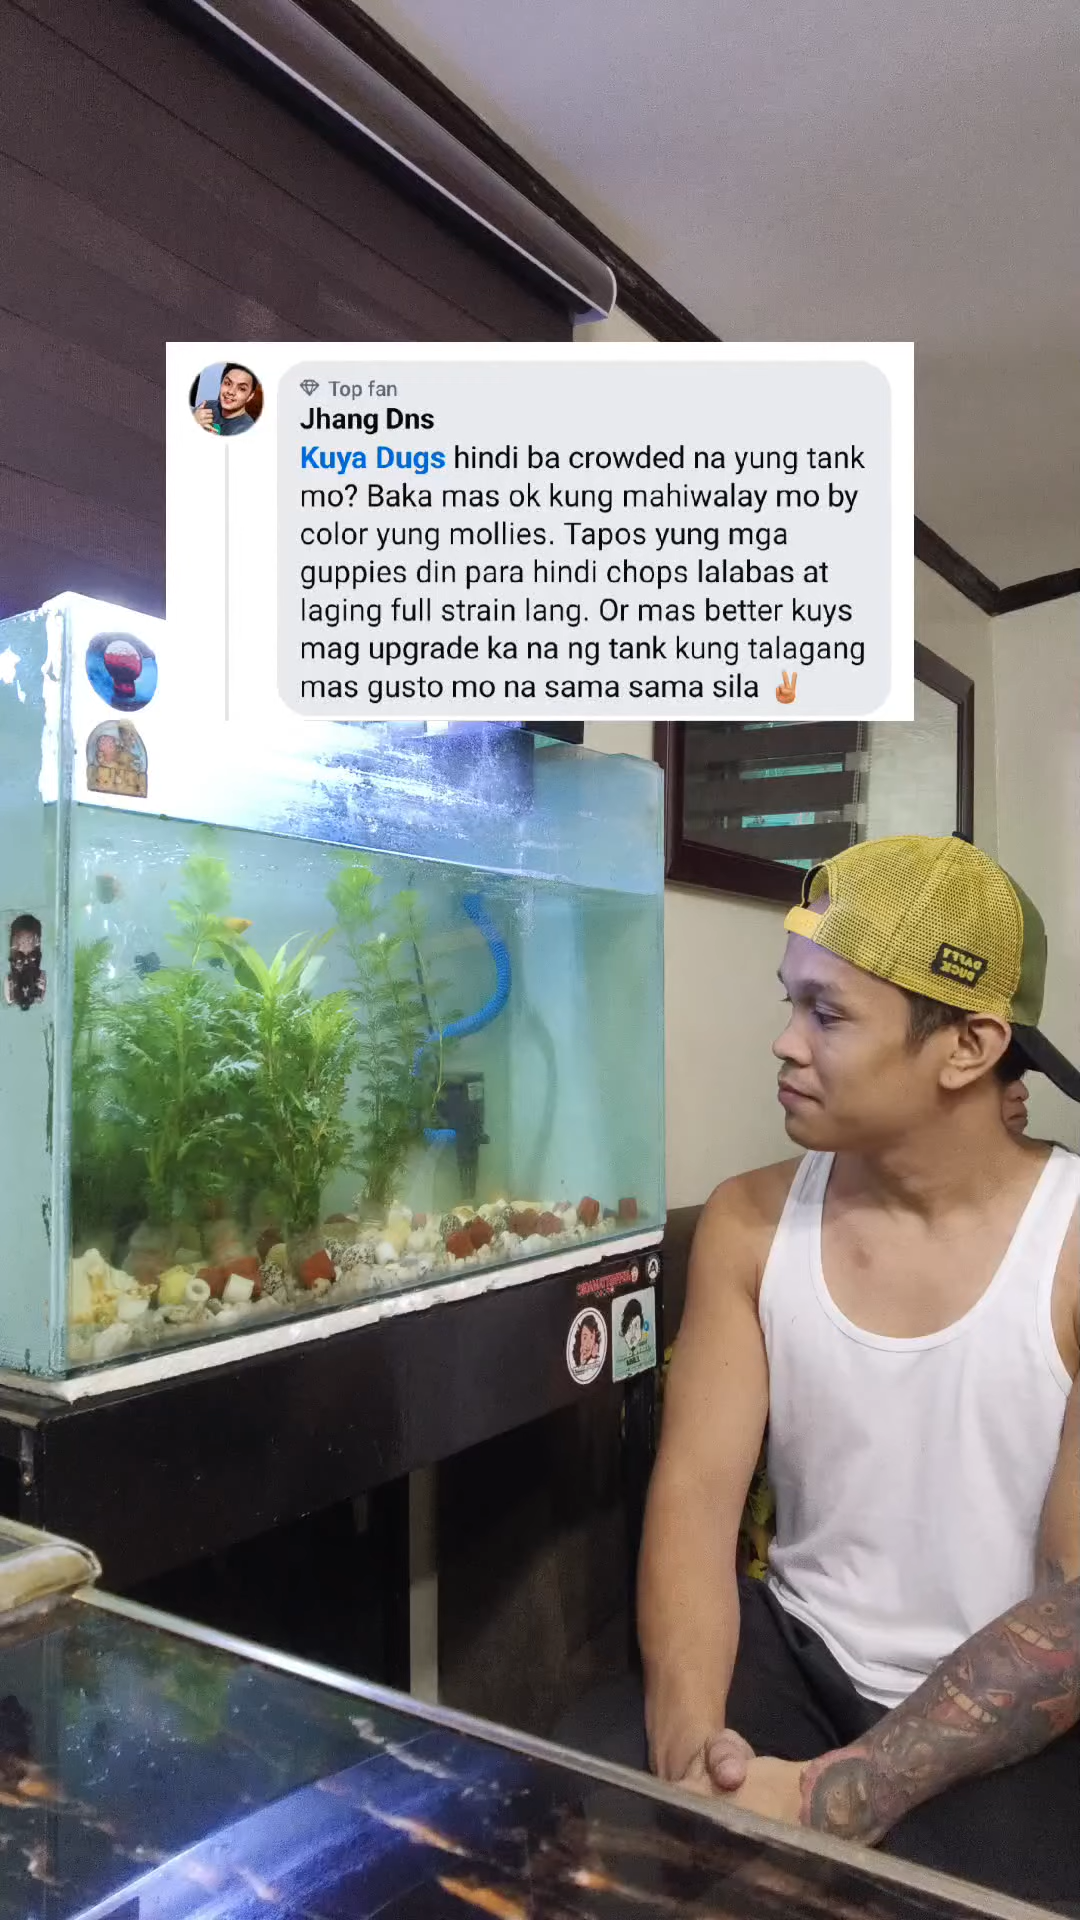 Top fan
Jhang Dns
Kuya Dugs hindi ba crowded na yung tank
mo? Baka mas ok kung mahiwalay mo by
color yung mollies. Tapos yung mga
guppies din para hindi chops lalabas at
laging full strain lang. Or mas better kuys
mag upgrade ka na ng tank kung talagang
mas gusto mo na sama sama sila ✌
DAFFY
DUCK